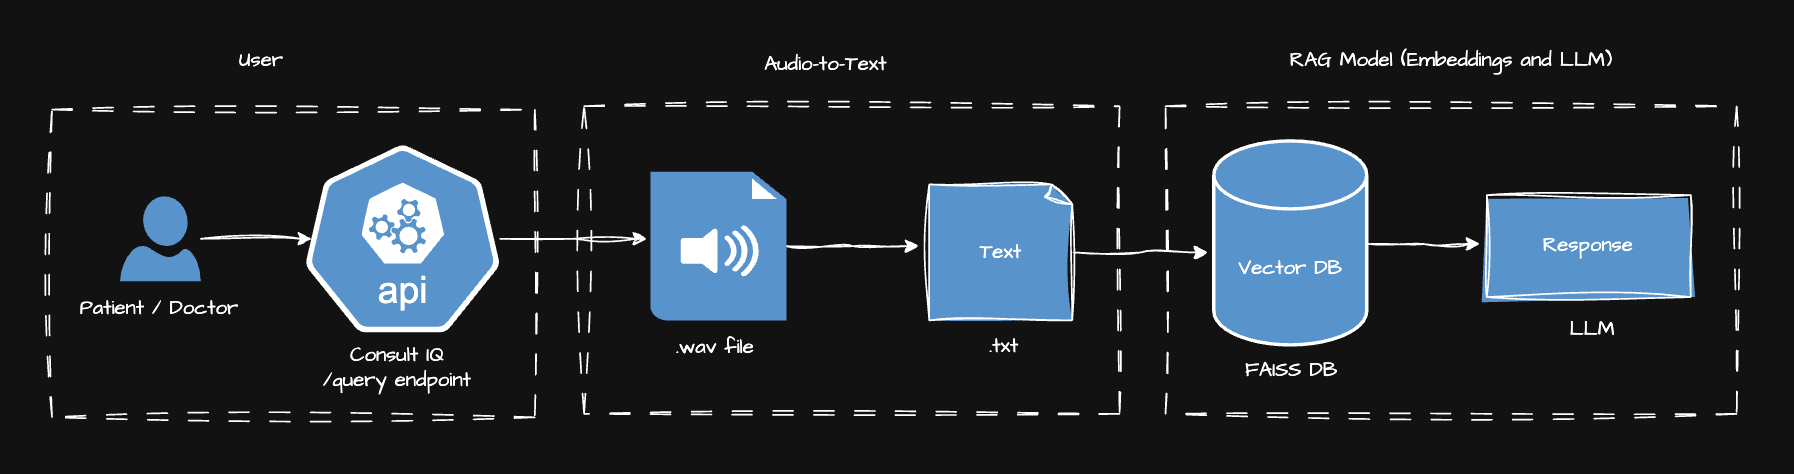 User
Audio-to-Text
RAG Model (Embeddings and LLM)
api
Patient / Doctor
Consult IQ
/query endpoint
.wav file
Text
.txt
Vector DB
FAISS DB
Response
LLM